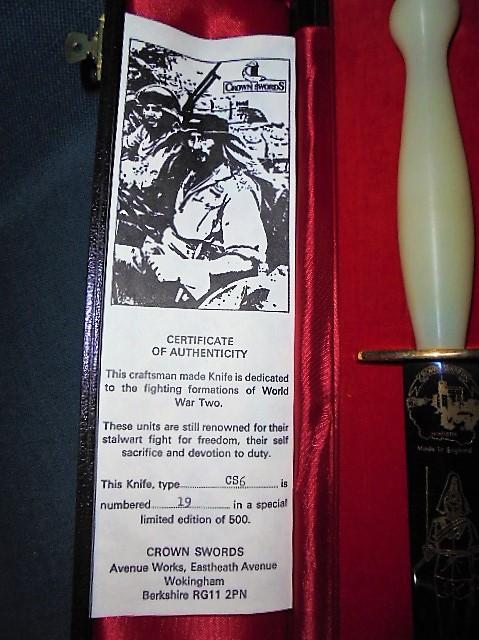 CROWN SWORDS
CERTIFICATE
OF AUTHENTICITY
This craftsman made Knife is dedicated
to the fighting formations of World
War Two.
These units are still renowned for their
stalwart fight for freedom, their self
sacrifice and devotion to duty.
This Knife, type CS6 is
numbered 19 in a special
limited edition of 500.
CROWN SWORDS
Avenue Works, Eastheath Avenue
Wokingham
Berkshire RG11 2PN
Made in England